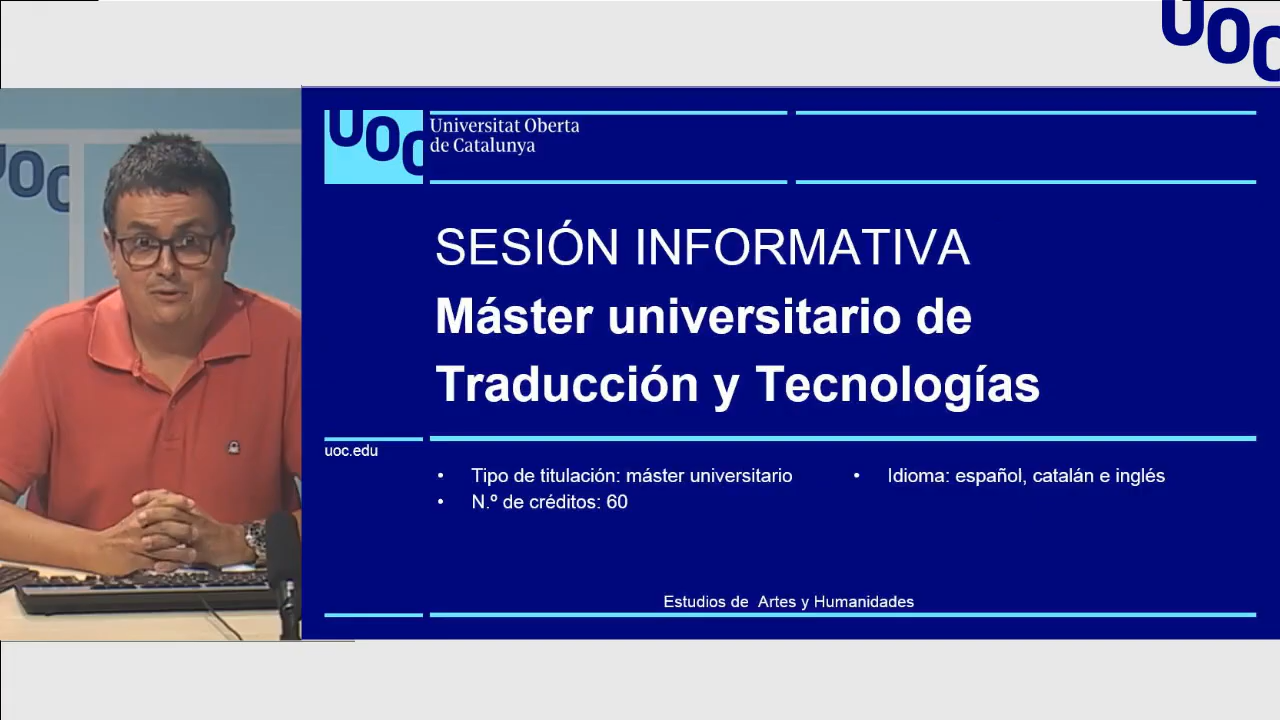 UOC
UOC
UOC
Universitat Oberta
de Catalunya
SESIÓN INFORMATIVA
Máster universitario de
Traducción y Tecnologías
uoc.edu
• Tipo de titulación: máster universitario
• N.º de créditos: 60
• Idioma: español, catalán e inglés
Estudios de Artes y Humanidades